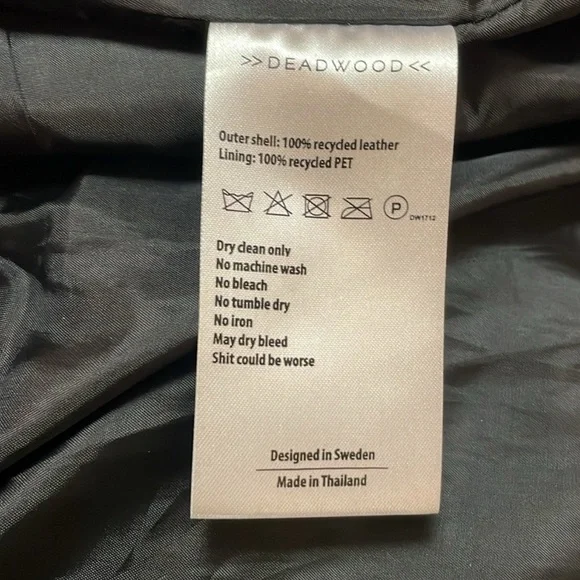 >>DEADWOOD<<
Outer shell: 100% recycled leather
Lining: 100% recycled PET
P DW1712
Dry clean only
No machine wash
No bleach
No tumble dry
No iron
May dry bleed
Shit could be worse
Designed in Sweden
Made in Thailand